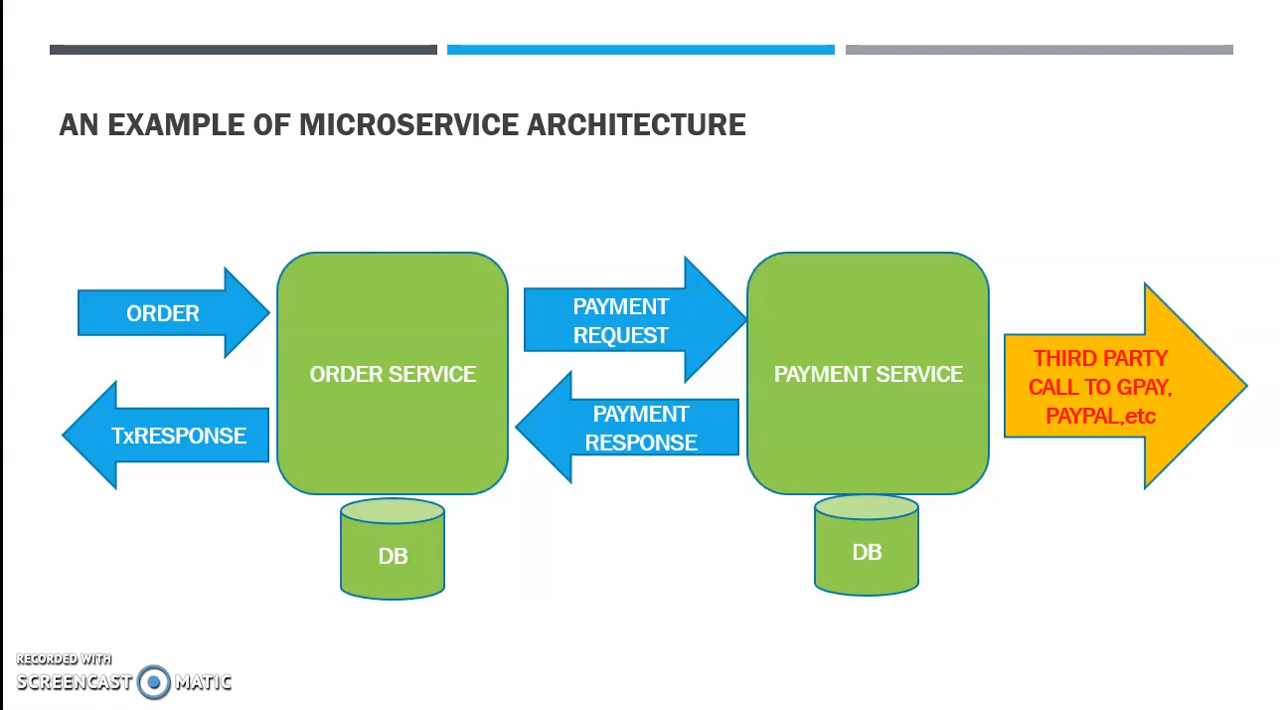 AN EXAMPLE OF MICROSERVICE ARCHITECTURE
ORDER
TxRESPONSE
ORDER SERVICE
DB
PAYMENT
REQUEST
PAYMENT
RESPONSE
PAYMENT SERVICE
DB
THIRD PARTY
CALL TO GPAY,
PAYPAL,etc
RECORDED WITH
SCREENCAST MATIC